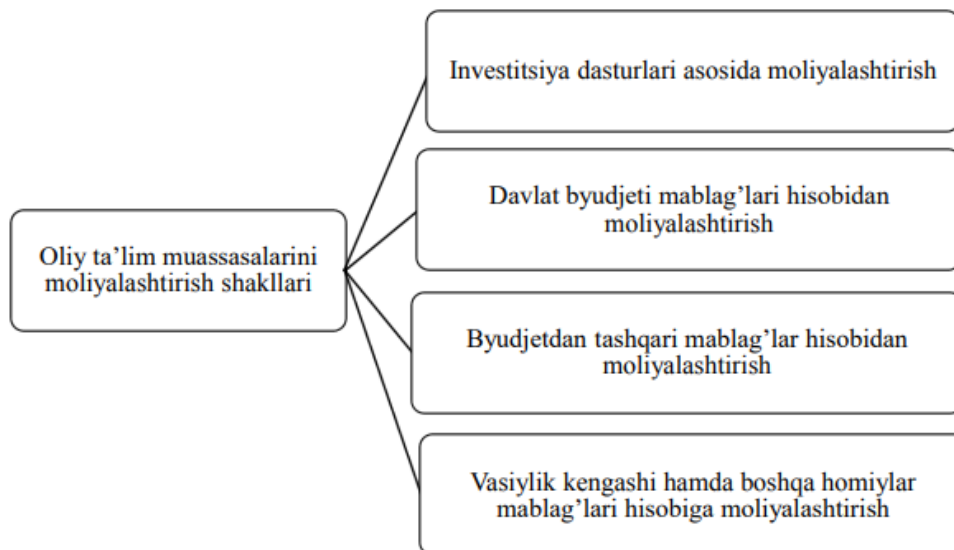 Investitsiya dasturlari asosida moliyalashtirish
Davlat byudjeti mablag’lari hisobidan
moliyalashtirish
Oliy ta’lim muassasalarini
moliyalashtirish shakllari
Byudjetdan tashqari mablag’lar hisobidan
moliyalashtirish
Vasiylik kengashi hamda boshqa homiylar
mablag’lari hisobiga moliyalashtirish